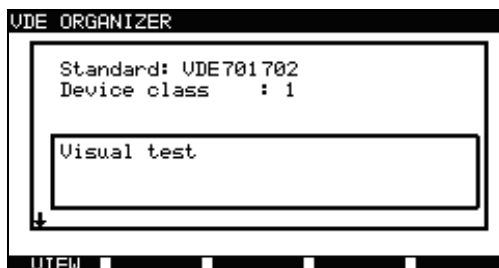 VDE ORGANIZER
Standard: VDE701702
Device class : 1
Visual test
VIEW